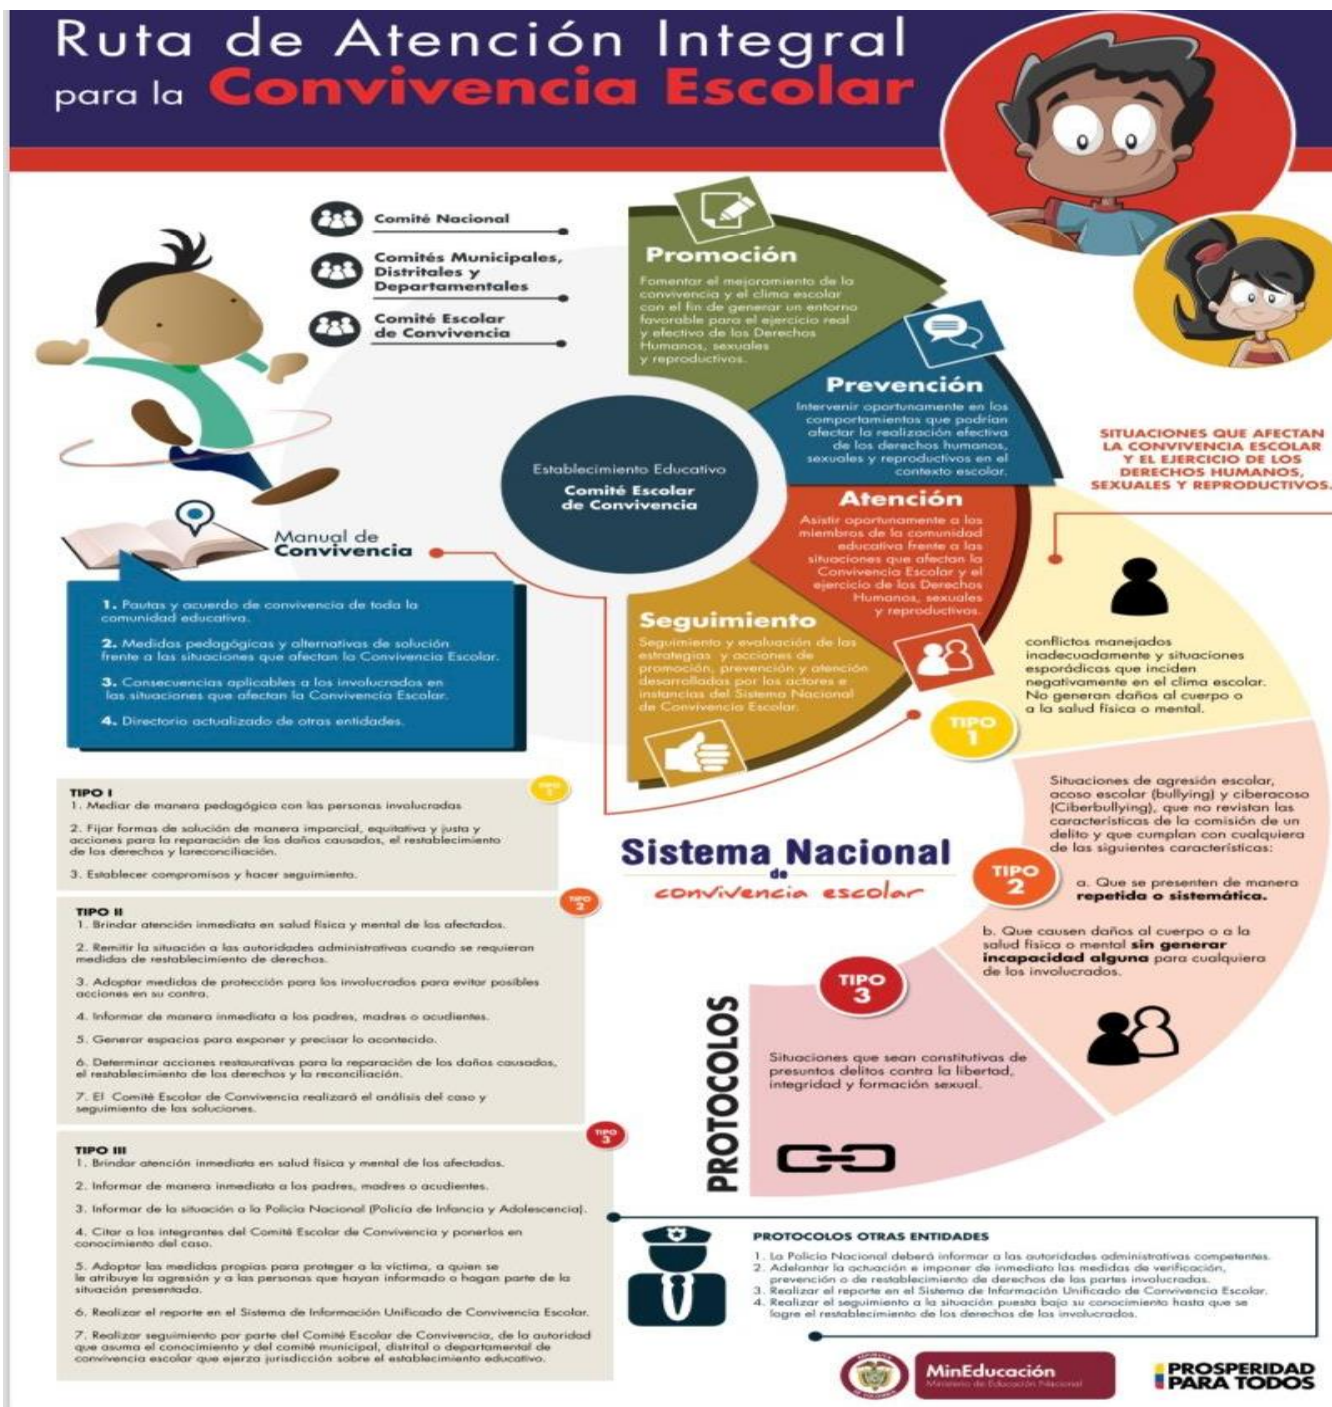 Ruta de Atención Integral
para la Convivencia Escolar
Comité Nacional
Comités Municipales,
Distritales y
Departamentales
Comité Escolar
de Convivencia
Promoción
Fomentar el mejoramiento de la
convivencia y el clima escolar
con el fin de generar un entorno
favorable para el ejercicio real
y efectivo de los Derechos
Humanos, sexuales
y reproductivos.
Prevención
Intervenir oportunamente en los
comportamientos que podrían
afectar la realización efectiva
de los derechos humanos,
sexuales y reproductivos en el
contexto escolar.
Establecimiento Educativo
Comité Escolar
de Convivencia
Atención
Asistir oportunamente a los
miembros de la comunidad
educativa frente a las
situaciones que afectan la
Convivencia Escolar y el
ejercicio de los Derechos
Humanos, sexuales
y reproductivos.
Seguimiento
Seguimiento y evaluación de las
estrategias y acciones de
promoción, prevención y atención
desarrolladas por los actores e
instancias del Sistema Nacional
de Convivencia Escolar.
SITUACIONES QUE AFECTAN
LA CONVIVENCIA ESCOLAR
Y EL EJERCICIO DE LOS
DERECHOS HUMANOS,
SEXUALES Y REPRODUCTIVOS.
Manual de
Convivencia
1. Pautas y acuerdo de convivencia de toda la
comunidad educativa.
2. Medidas pedagógicas y alternativas de solución
frente a las situaciones que afectan la Convivencia Escolar.
3. Consecuencias aplicables a los involucrados en
las situaciones que afectan la Convivencia Escolar.
4. Directorio actualizado de otras entidades.
conflictos manejados
inadecuadamente y situaciones
esporádicas que inciden
negativamente en el clima escolar.
No generan daños al cuerpo o
a la salud física o mental.
TIPO
1
Situaciones de agresión escolar,
acoso escolar (bullying) y ciberacoso
(Ciberbullying), que no revistan las
características de la comisión de un
delito y que cumplan con cualquiera
de las siguientes características:
TIPO
2
a. Que se presenten de manera
repetida o sistemática.
b. Que causen daños al cuerpo o a la
salud física o mental sin generar
incapacidad alguna para cualquiera
de los involucrados.
TIPO
3
Situaciones que sean constitutivas de
presuntos delitos contra la libertad,
integridad y formación sexual.
Sistema Nacional
de
convivencia escolar
PROTOCOLOS
TIPO
1
TIPO I
1. Mediar de manera pedagógica con las personas involucradas
2. Fijar formas de solución de manera imparcial, equitativa y justa y
acciones para la reparación de los daños causados, el restablecimiento
de los derechos y lareconciliación.
3. Establecer compromisos y hacer seguimiento.
TIPO
2
TIPO II
1. Brindar atención inmediata en salud física y mental de los afectados.
2. Remitir la situación a las autoridades administrativas cuando se requieran
medidas de restablecimiento de derechos.
3. Adoptar medidas de protección para los involucrados para evitar posibles
acciones en su contra.
4. Informar de manera inmediata a los padres, madres o acudientes.
5. Generar espacios para exponer y precisar lo acontecido.
6. Determinar acciones restaurativas para la reparación de los daños causados,
el restablecimiento de los derechos y la reconciliación.
7. El Comité Escolar de Convivencia realizará el análisis del caso y
seguimiento de las soluciones.
TIPO
3
TIPO III
1. Brindar atención inmediata en salud física y mental de los afectados.
2. Informar de manera inmediata a los padres, madres o acudientes.
3. Informar de la situación a la Policía Nacional (Policía de Infancia y Adolescencia).
4. Citar a los integrantes del Comité Escolar de Convivencia y ponerlos en
conocimiento del caso.
5. Adoptar las medidas propias para proteger a la víctima, a quien se
le atribuye la agresión y a las personas que hayan informado o hagan parte de la
situación presentada.
6. Realizar el reporte en el Sistema de Información Unificado de Convivencia Escolar.
7. Realizar seguimiento por parte del Comité Escolar de Convivencia, de la autoridad
que asuma el conocimiento y del comité municipal, distrital o departamental de
convivencia escolar que ejerza jurisdicción sobre el establecimiento educativo.
PROTOCOLOS OTRAS ENTIDADES
1. La Policía Nacional deberá informar a las autoridades administrativas competentes.
2. Adelantar la actuación e imponer de inmediato las medidas de verificación,
prevención o de restablecimiento de derechos de las partes involucradas.
3. Realizar el reporte en el Sistema de Información Unificado de Convivencia Escolar.
4. Realizar el seguimiento a la situación puesta bajo su conocimiento hasta que se
logre el restablecimiento de los derechos de los involucrados.
MinEducación
Ministerio de Educación Nacional
PROSPERIDAD
PARA TODOS